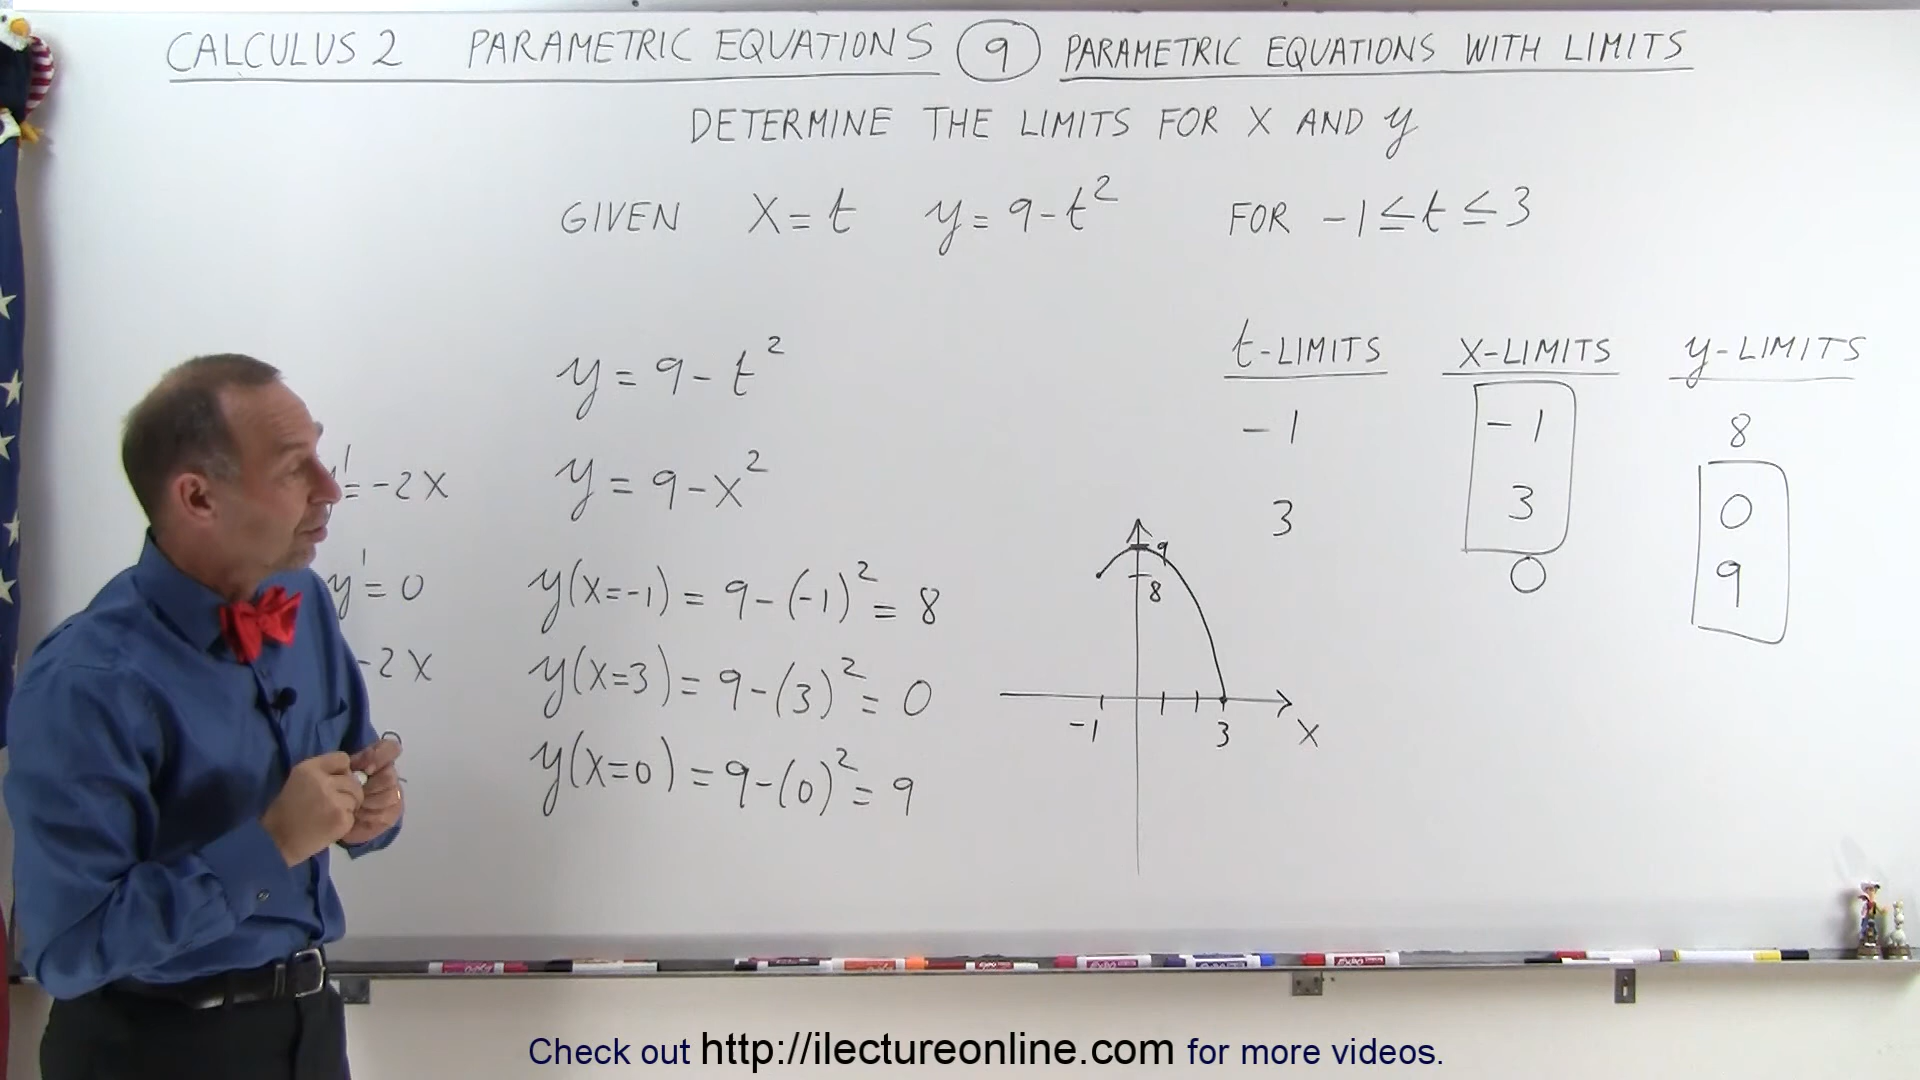 CALCULUS 2 PARAMETRIC EQUATIONS 9 PARAMETRIC EQUATIONS WITH LIMITS
DETERMINE THE LIMITS FOR X AND y
GIVEN X = t y = 9 - t² FOR -1 ≤ t ≤ 3
t-LIMITS X-LIMITS y-LIMITS
-1 -1 8
3 3 0
0 9
y = 9 - t²
y' = -2X
y = 9 - X²
y' = 0
y(X=-1) = 9 - (-1)² = 8
-2X
y(X=3) = 9 - (3)² = 0
y(X=0) = 9 - (0)² = 9
9
8
-1 3 X
Check out http://ilectureonline.com for more videos.